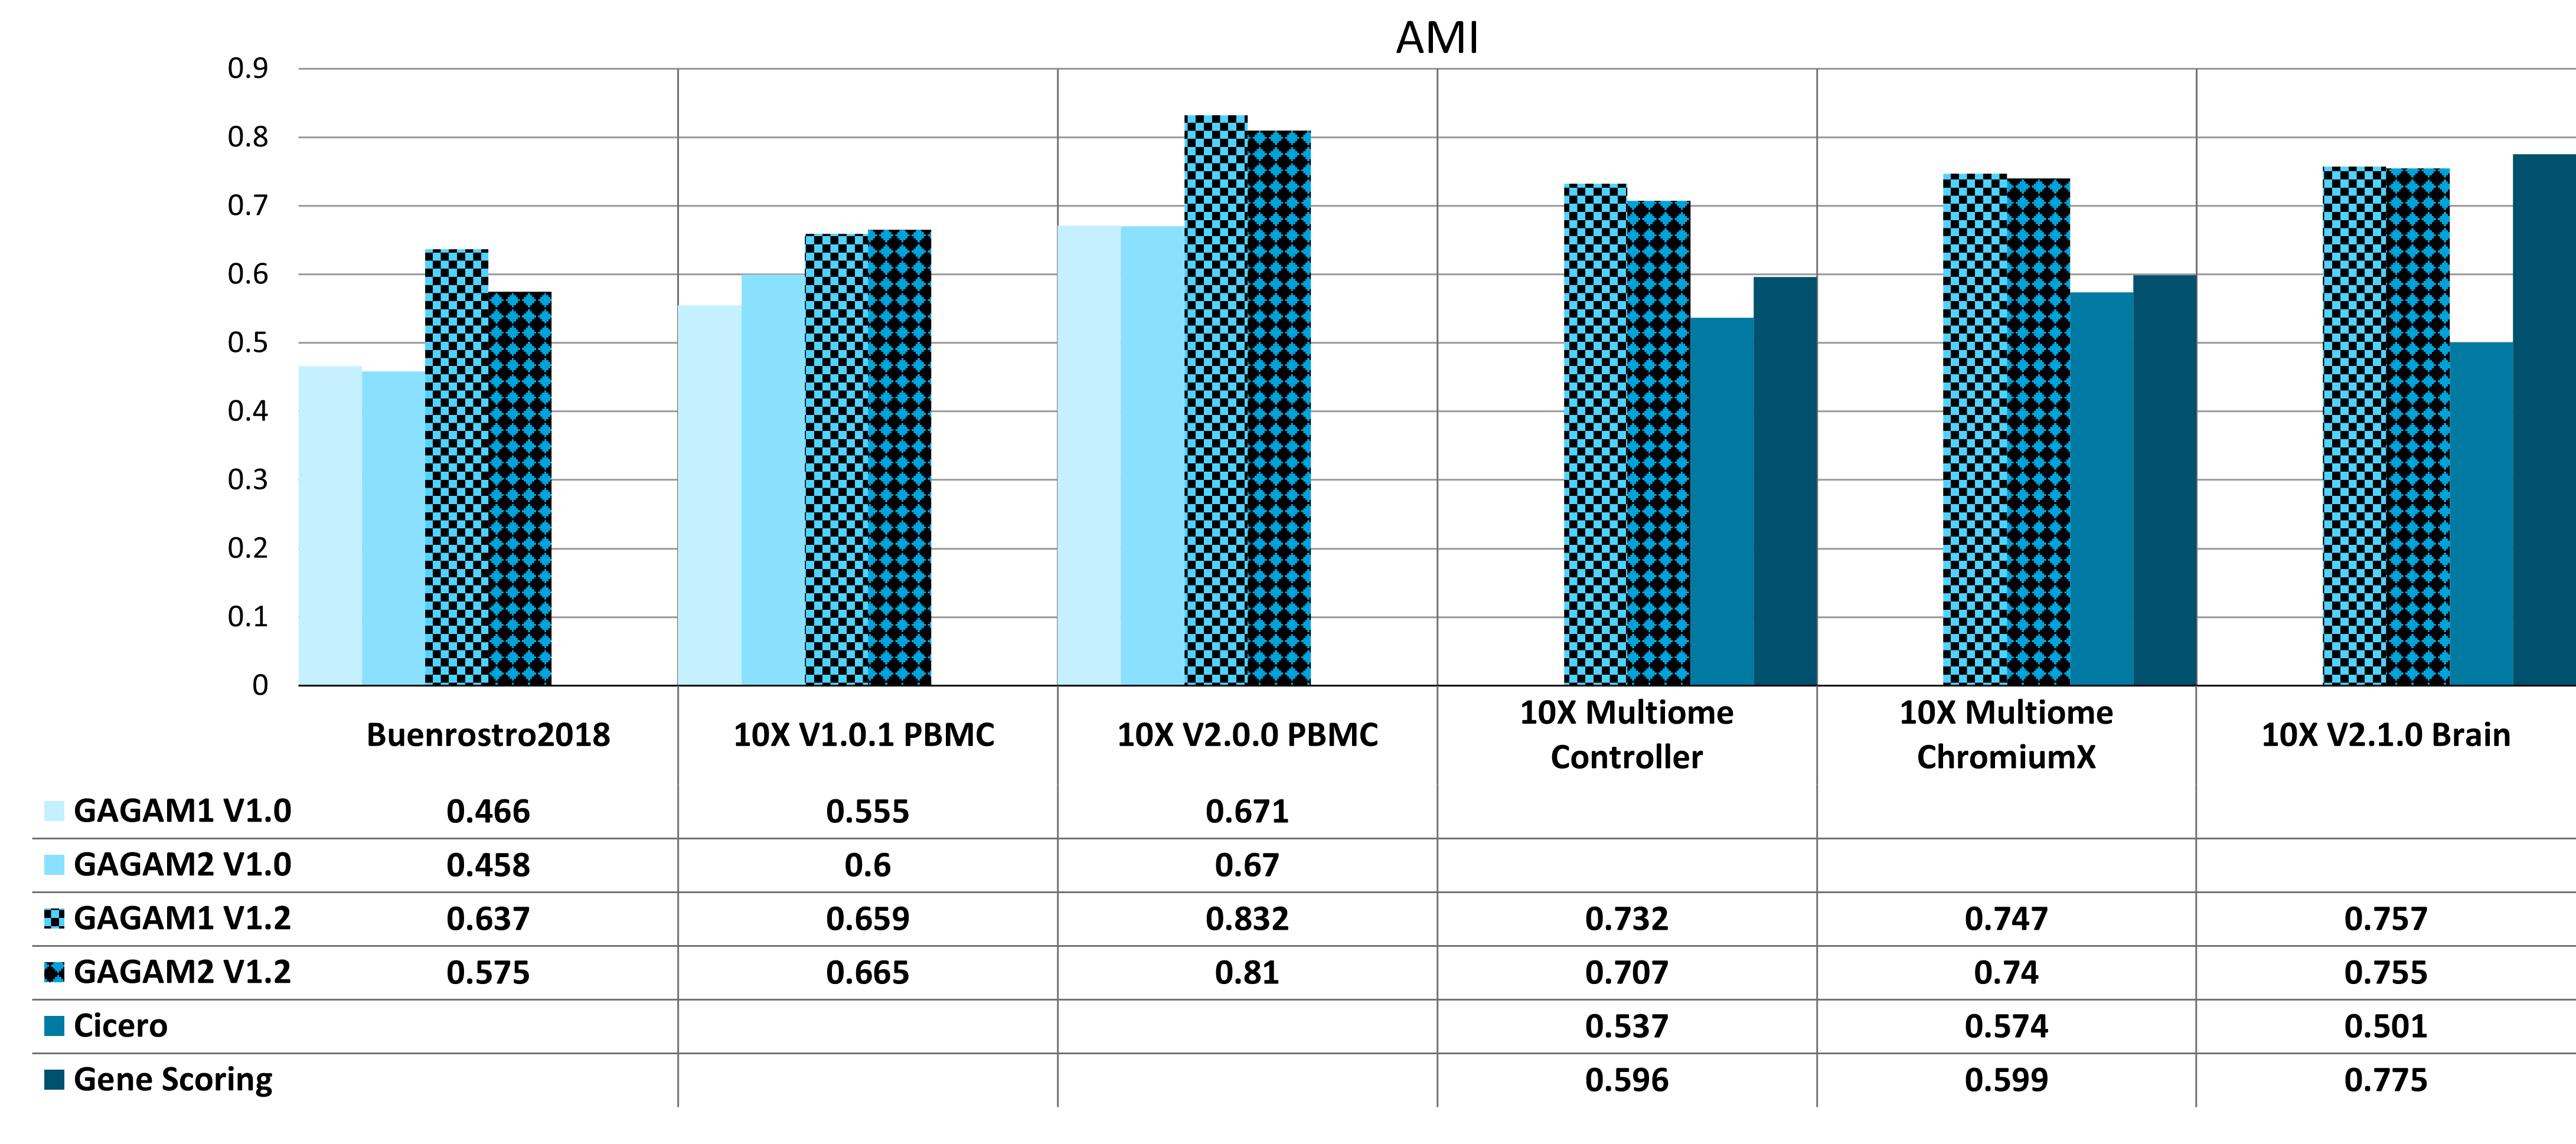 AMI
0.9
0.8
0.7
0.6
0.5
0.4
0.3
0.2
0.1
0
Buenrostro2018 10X V1.0.1 PBMC 10X V2.0.0 PBMC 10X Multiome Controller 10X Multiome ChromiumX 10X V2.1.0 Brain
GAGAM1 V1.0 0.466 0.555 0.671
GAGAM2 V1.0 0.458 0.6 0.67
GAGAM1 V1.2 0.637 0.659 0.832 0.732 0.747 0.757
GAGAM2 V1.2 0.575 0.665 0.81 0.707 0.74 0.755
Cicero 0.537 0.574 0.501
Gene Scoring 0.596 0.599 0.775